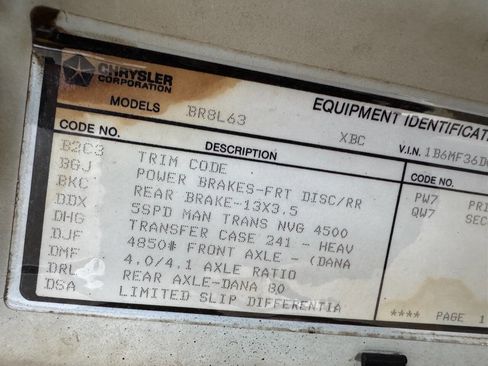 CHRYSLER
CORPORATION
EQUIPMENT IDENTIFICAT
MODELS BR8L63 XBC V.I.N. 1B6MF36D
CODE NO. DESCRIPTION CODE NO.
B2C3 TRIM CODE PW7 PRI
BGJ POWER BRAKES-FRT DISC/RR QW7 SEC
BKC REAR BRAKE-13X3.5
DDX 5SPD MAN TRANS NVG 4500
DHG TRANSFER CASE 241 - HEAV
DJF 4850# FRONT AXLE - (DANA
DMF 4.0/4.1 AXLE RATIO
DRL REAR AXLE-DANA 80
DSA LIMITED SLIP DIFFERENTIA
**** PAGE 1